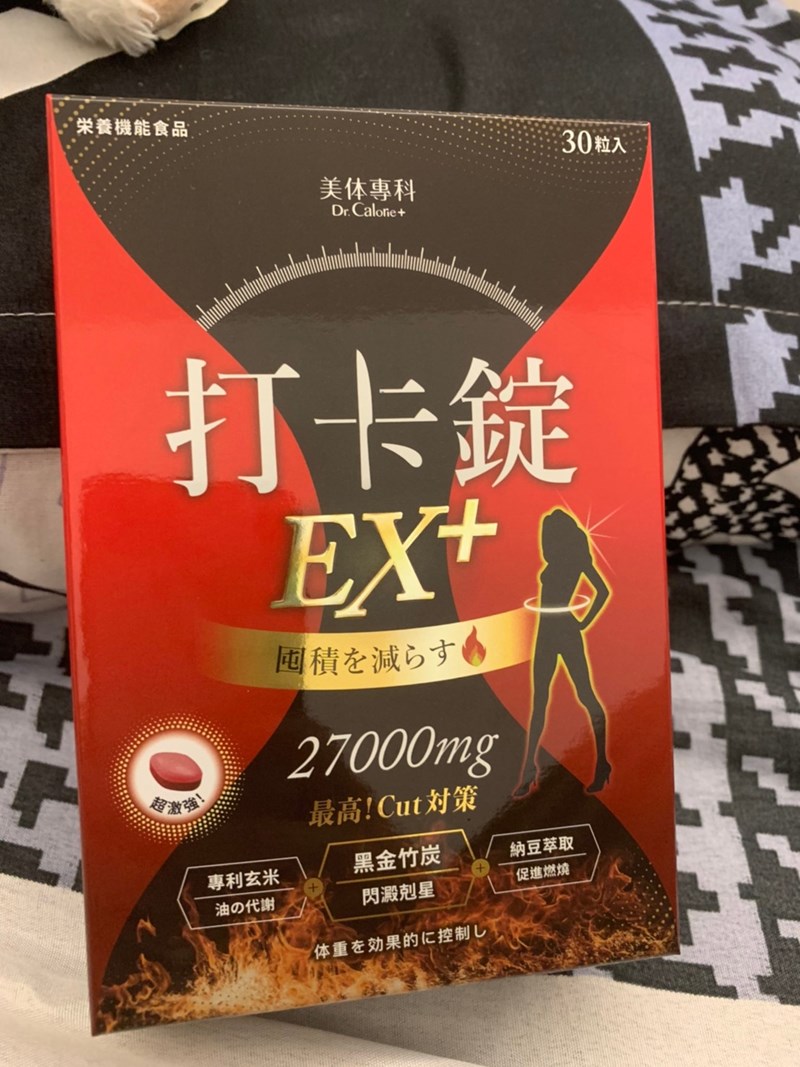 栄養機能食品
30粒入
美体專科
Dr. Calorie+
打卡錠
EX+
囤積を減らす
27000mg
最高!Cut対策
超激強!
專利玄米
油の代謝
+
黑金竹炭
閃澱剋星
+
納豆萃取
促進燃燒
体重を効果的に控制し